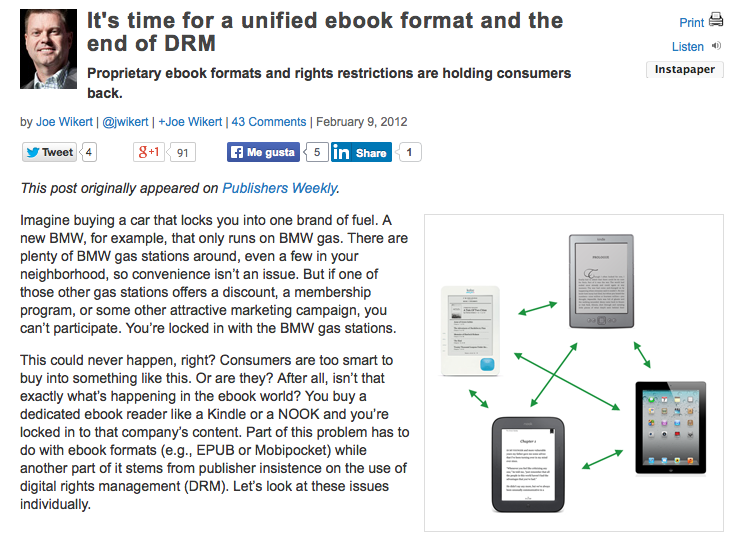 It's time for a unified ebook format and the
end of DRM
Print
Listen
Instapaper
Proprietary ebook formats and rights restrictions are holding consumers
back.
by Joe Wikert | @jwikert | +Joe Wikert | 43 Comments | February 9, 2012
Tweet 4 g+1 91 Me gusta 5 in Share 1
This post originally appeared on Publishers Weekly.
Imagine buying a car that locks you into one brand of fuel. A
new BMW, for example, that only runs on BMW gas. There are
plenty of BMW gas stations around, even a few in your
neighborhood, so convenience isn't an issue. But if one of
those other gas stations offers a discount, a membership
program, or some other attractive marketing campaign, you
can't participate. You're locked in with the BMW gas stations.
This could never happen, right? Consumers are too smart to
buy into something like this. Or are they? After all, isn't that
exactly what's happening in the ebook world? You buy a
dedicated ebook reader like a Kindle or a NOOK and you're
locked in to that company's content. Part of this problem has to
do with ebook formats (e.g., EPUB or Mobipocket) while
another part of it stems from publisher insistence on the use of
digital rights management (DRM). Let's look at these issues
individually.
Chapter 1